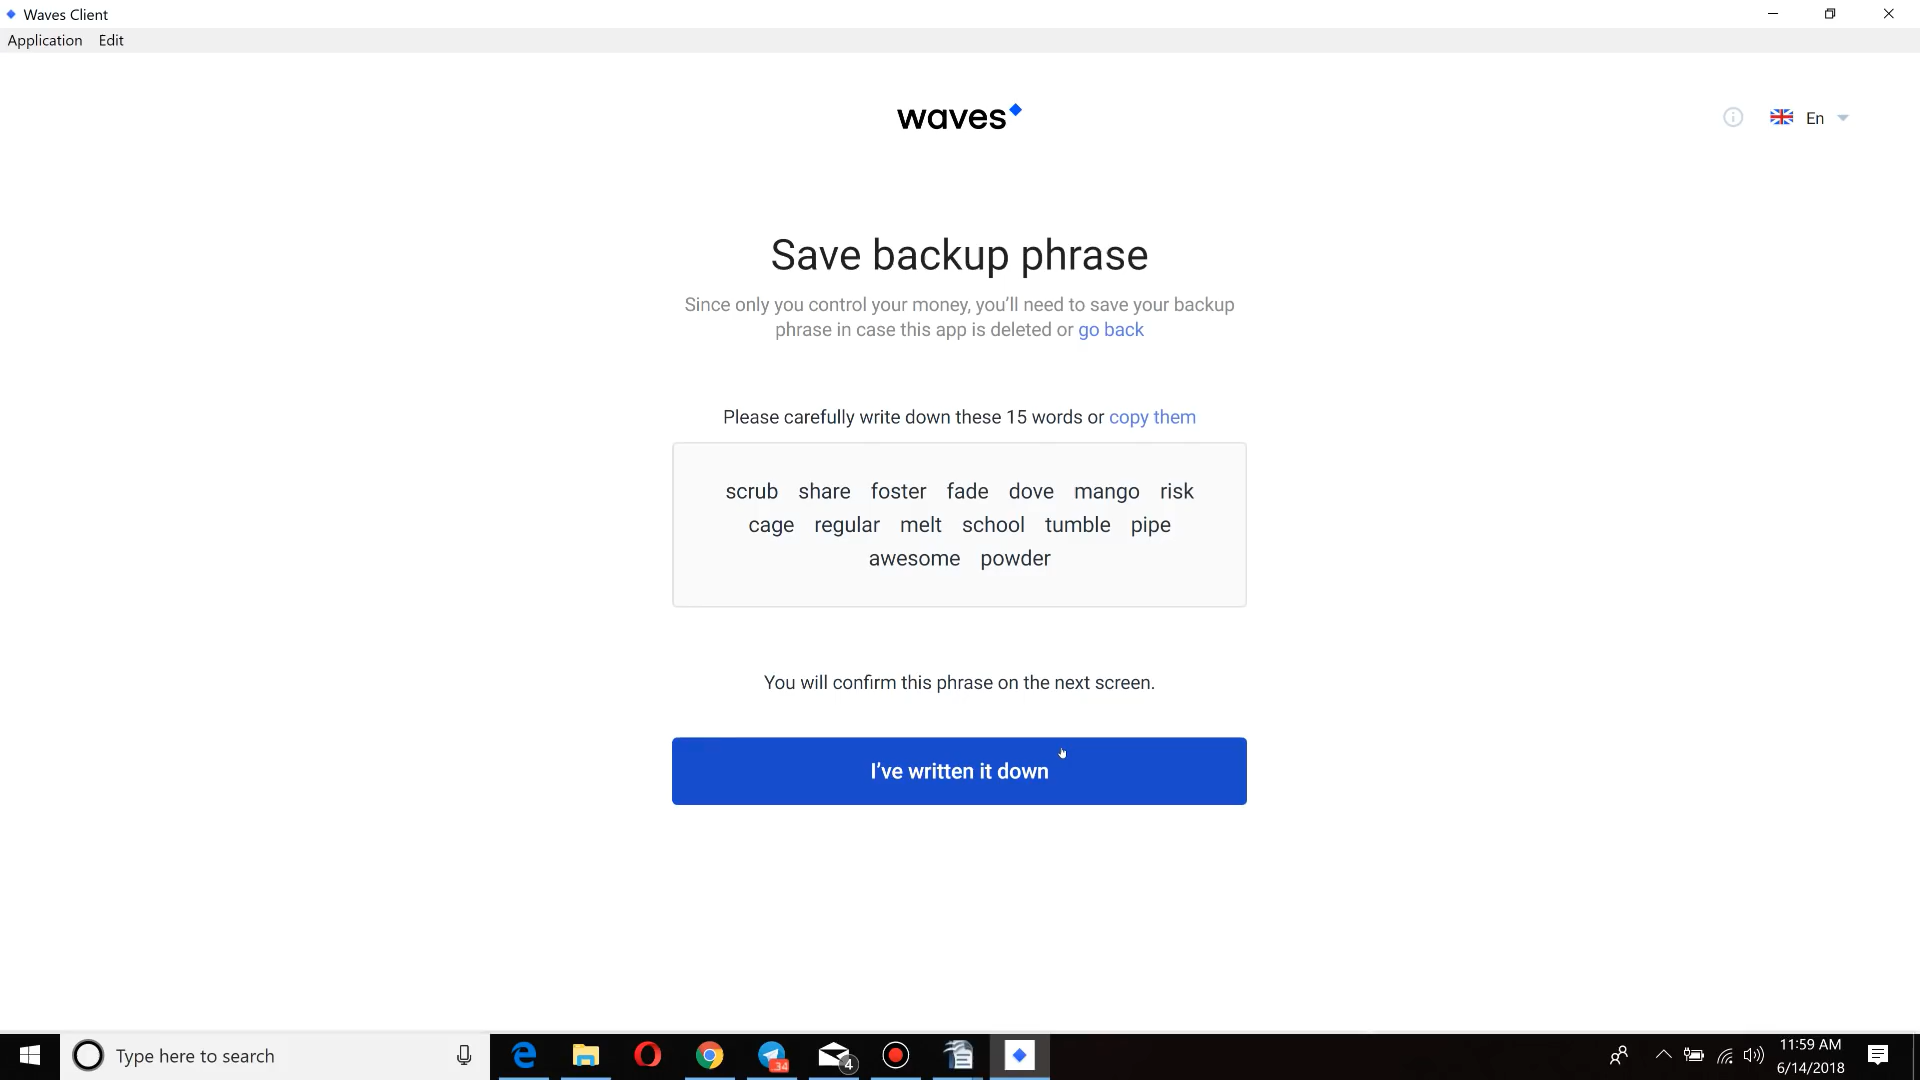 Waves Client
Application Edit
waves
En
Save backup phrase
Since only you control your money, you'll need to save your backup
phrase in case this app is deleted or go back
Please carefully write down these 15 words or copy them
scrub share foster fade dove mango risk
cage regular melt school tumble pipe
awesome powder
You will confirm this phrase on the next screen.
I've written it down
Type here to search
34
4
11:59 AM
6/14/2018